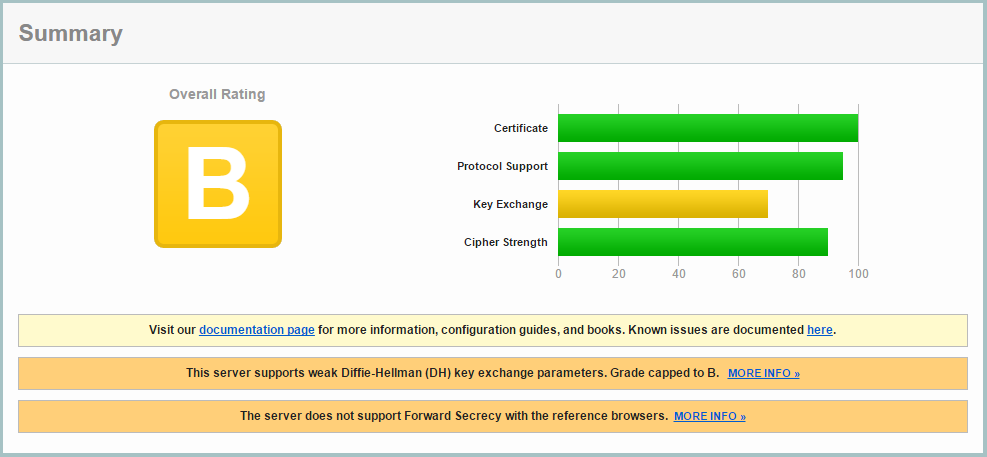 Summary
Overall Rating
B
Certificate
Protocol Support
Key Exchange
Cipher Strength
0 20 40 60 80 100
Visit our documentation page for more information, configuration guides, and books. Known issues are documented here.
This server supports weak Diffie-Hellman (DH) key exchange parameters. Grade capped to B. MORE INFO »
The server does not support Forward Secrecy with the reference browsers. MORE INFO »